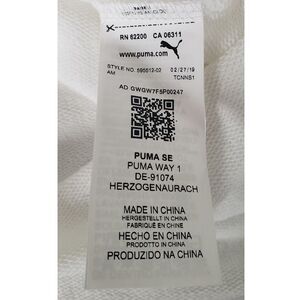 RN 62200 CA 06311
www.puma.com
STYLE NO. 595512-02 02/27/19
AM TCNNS1
AD GWGW7F5P00247
PUMA SE
PUMA WAY 1
DE-91074
HERZOGENAURACH
MADE IN CHINA
HERGESTELLT IN CHINA
FABRIQUÉ EN CHINE
HECHO EN CHINA
PRODOTTO IN CHINA
PRODUZIDO NA CHINA